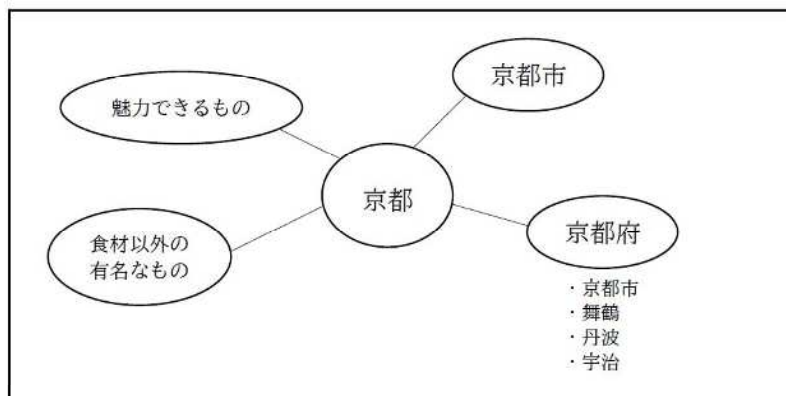 京都市
魅力できるもの
京都
京都府
食材以外の
有名なもの
・京都市
・舞鶴
・丹波
・宇治